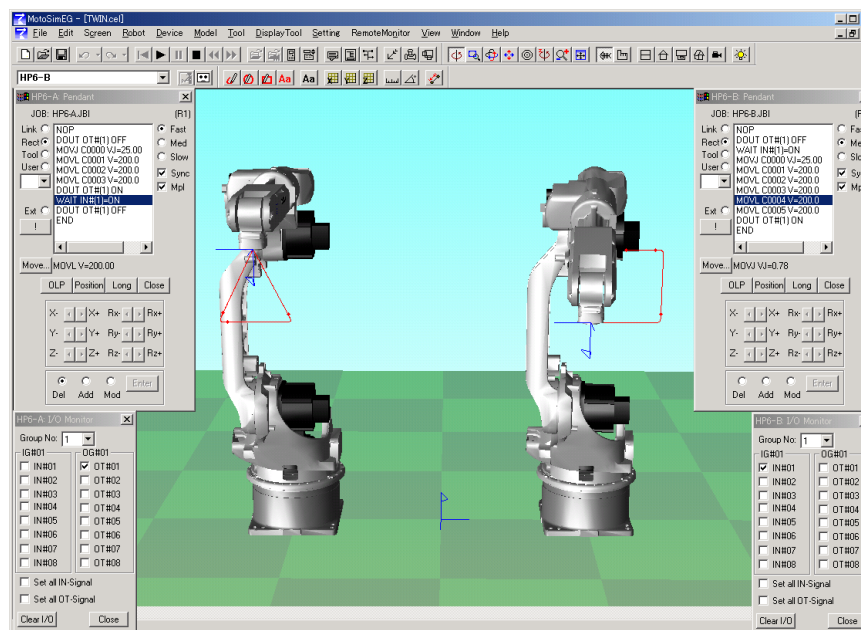 MotoSimEG - [TWIN.cel]
File Edit Screen Robot Device Model Tool DisplayTool Setting RemoteMonitor View Window Help
HP6-B
Aa Aa
HP6-A: Pendant
JOB: HP6-A.JBI (R1)
Link
Rect
Tool
User
Ext
!
NOP
DOUT OT#(1) OFF
MOVJ C0000 VJ=25.00
MOVL C0001 V=200.0
MOVL C0002 V=200.0
MOVL C0003 V=200.0
DOUT OT#(1) ON
WAIT IN#(1)=ON
DOUT OT#(1) OFF
END
Fast
Med
Slow
Sync
Mpl
Move... MOVL V=200.00
OLP Position Long Close
X- X+ Rx- Rx+
Y- Y+ Ry- Ry+
Z- Z+ Rz- Rz+
Del Add Mod Enter
HP6-A: I/O Monitor
Group No: 1
IG#01 OG#01
IN#01 OT#01
IN#02 OT#02
IN#03 OT#03
IN#04 OT#04
IN#05 OT#05
IN#06 OT#06
IN#07 OT#07
IN#08 OT#08
Set all IN-Signal
Set all OT-Signal
Clear I/O Close
HP6-B: Pendant
JOB: HP6-B.JBI
Link
Rect
Tool
User
Ext
!
NOP
DOUT OT#(1) OFF
WAIT IN#(1)=ON
MOVJ C0000 VJ=25.00
MOVL C0001 V=200.0
MOVL C0002 V=200.0
MOVL C0003 V=200.0
MOVL C0004 V=200.0
MOVL C0005 V=200.0
DOUT OT#(1) ON
END
Move... MOVJ VJ=0.78
OLP Position Long Close
X- X+ Rx- Rx+
Y- Y+ Ry- Ry+
Z- Z+ Rz- Rz+
Del Add Mod Enter
HP6-B: I/O Monitor
Group No: 1
IG#01 OG#01
IN#01 OT#01
IN#02 OT#02
IN#03 OT#03
IN#04 OT#04
IN#05 OT#05
IN#06 OT#06
IN#07 OT#07
IN#08 OT#08
Set all IN-Signal
Set all OT-Signal
Clear I/O Close